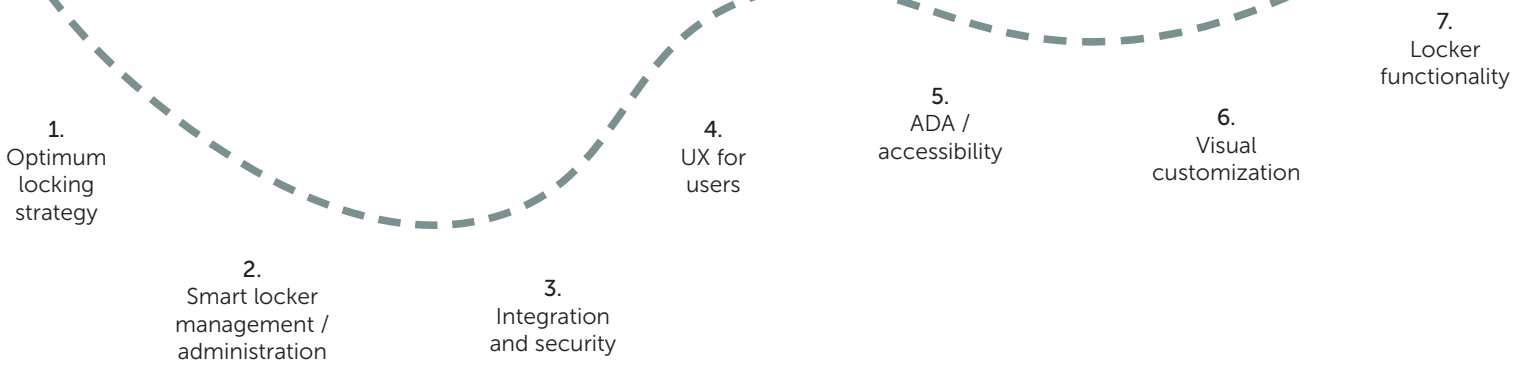 1.
Optimum
locking
strategy
2.
Smart locker
management /
administration
3.
Integration
and security
4.
UX for
users
5.
ADA /
accessibility
6.
Visual
customization
7.
Locker
functionality